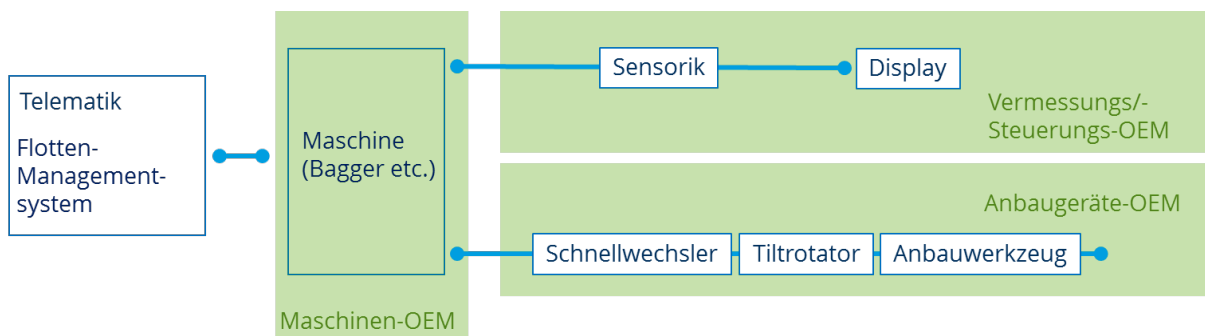 Telematik
Flotten-
Management-
system
Maschine
(Bagger etc.)
Maschinen-OEM
Sensorik
Display
Vermessungs/-
Steuerungs-OEM
Anbaugeräte-OEM
Schnellwechsler
Tiltrotator
Anbauwerkzeug